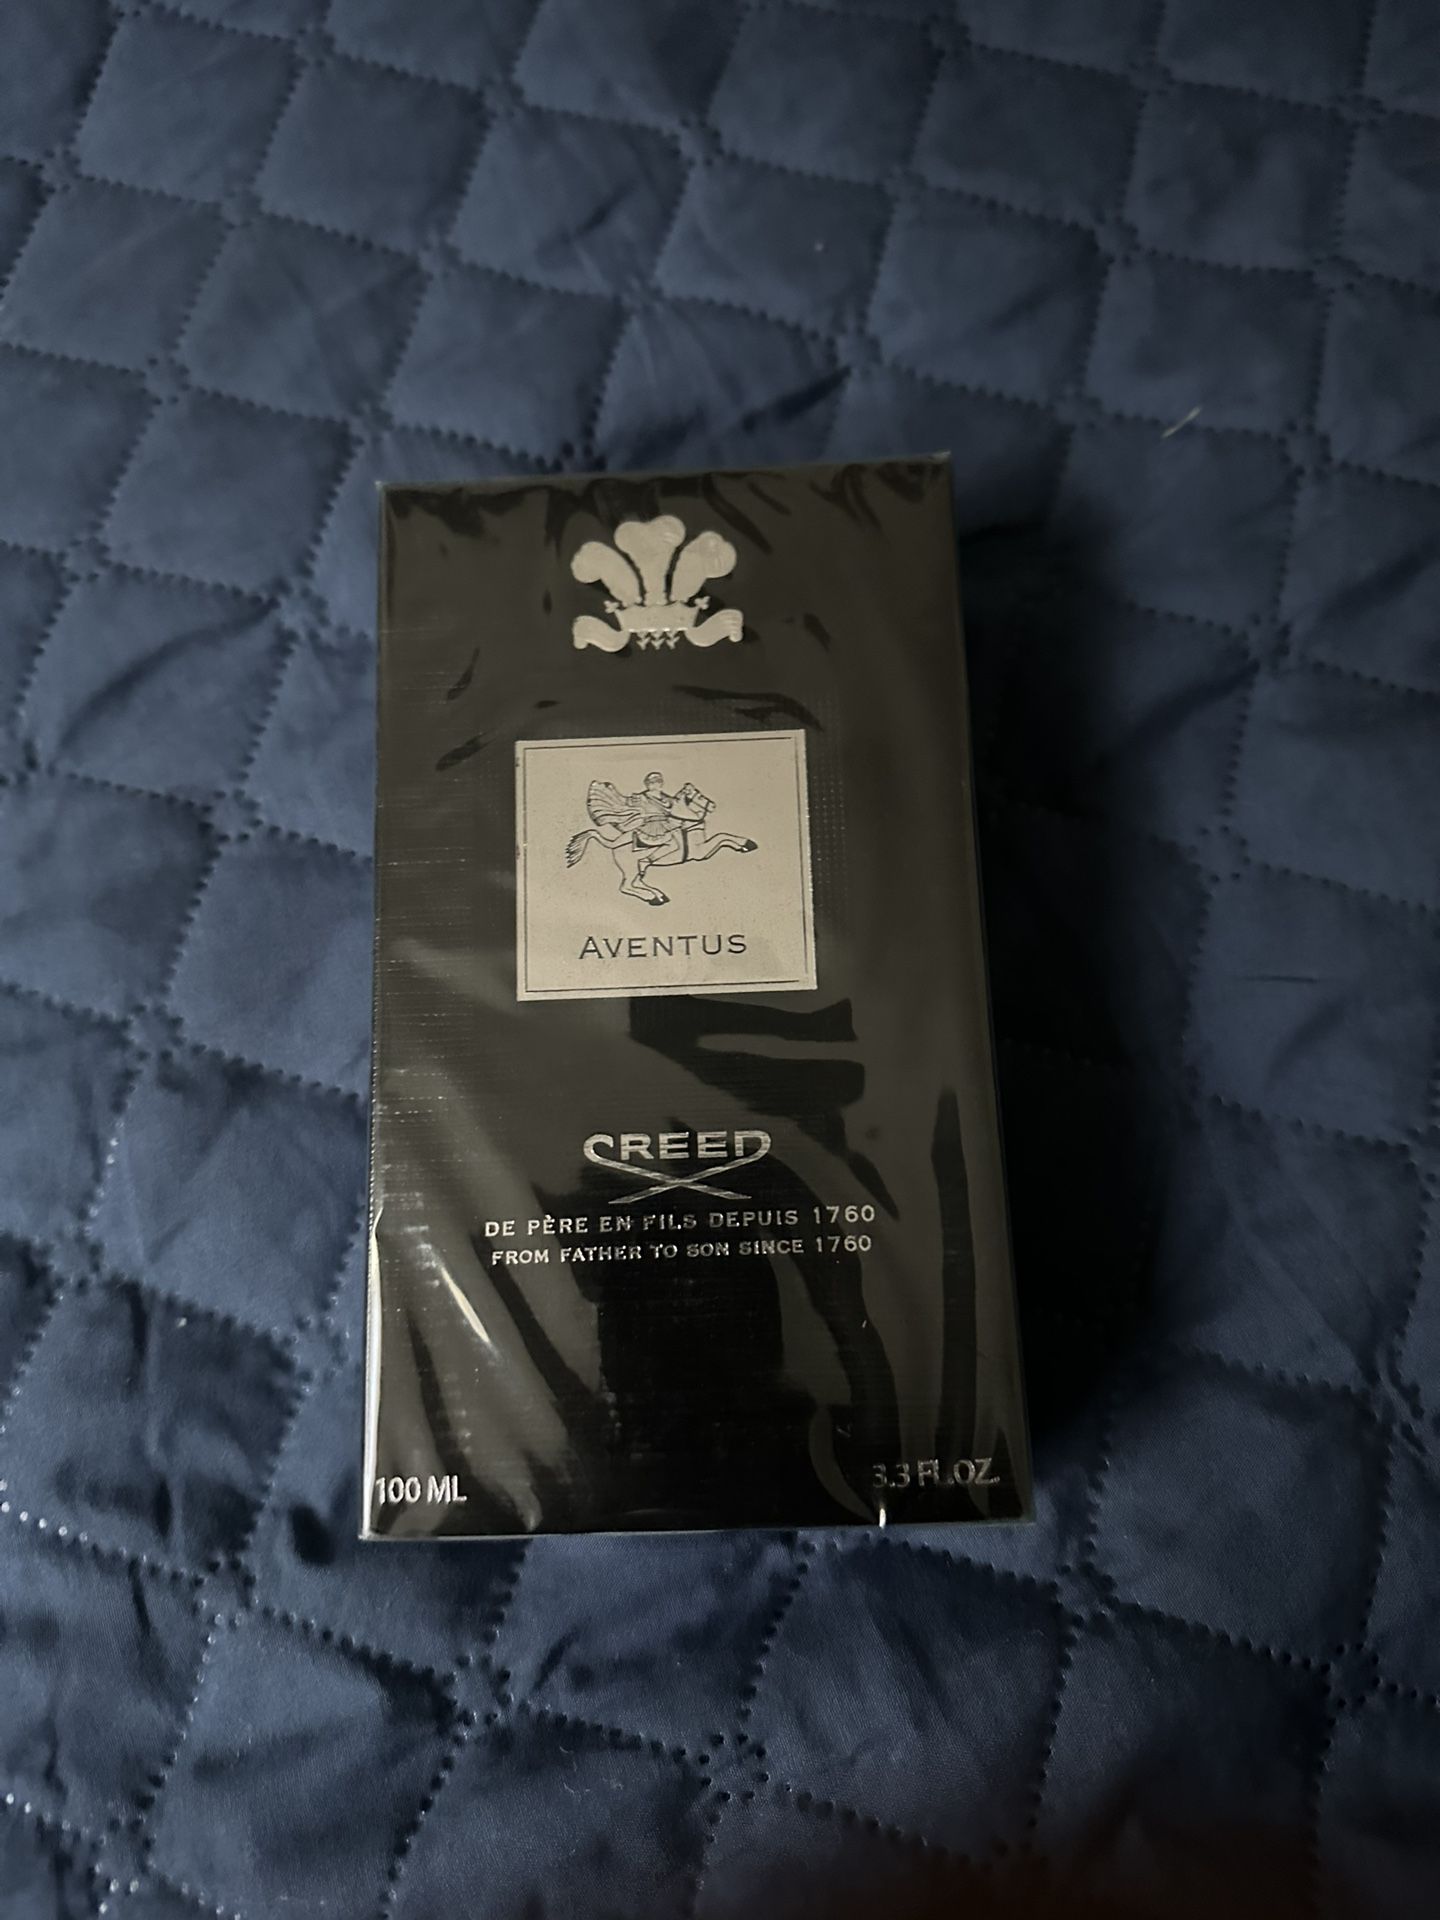 AVENTUS
CREED
DE PÈRE EN FILS DEPUIS 1760
FROM FATHER TO SON SINCE 1760
100 ML
3.3 FL.OZ.